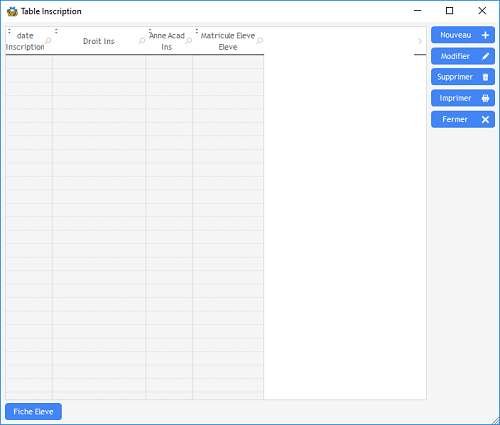 Table Inscription
date
Inscription
Droit Ins
Anne Acad
Ins
Matricule Eleve
Eleve
Nouveau
Modifier
Supprimer
Imprimer
Fermer
Fiche Eleve